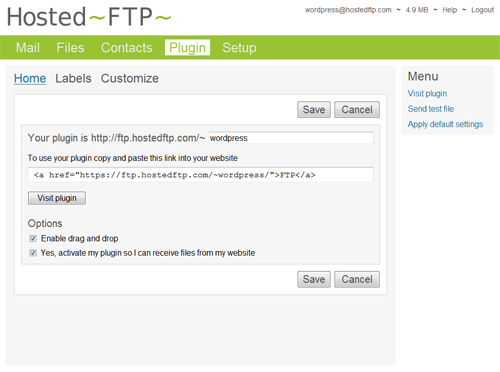 Hosted~FTP~
wordpress@hostedftp.com ~ 4.9 MB ~ Help ~ Logout
Mail Files Contacts Plugin Setup
Home Labels Customize
Save Cancel
Your plugin is http://ftp.hostedftp.com/~ wordpress
To use your plugin copy and paste this link into your website
<a href="https://ftp.hostedftp.com/~wordpress/">FTP</a>
Visit plugin
Options
Enable drag and drop
Yes, activate my plugin so I can receive files from my website
Save Cancel
Menu
Visit plugin
Send test file
Apply default settings